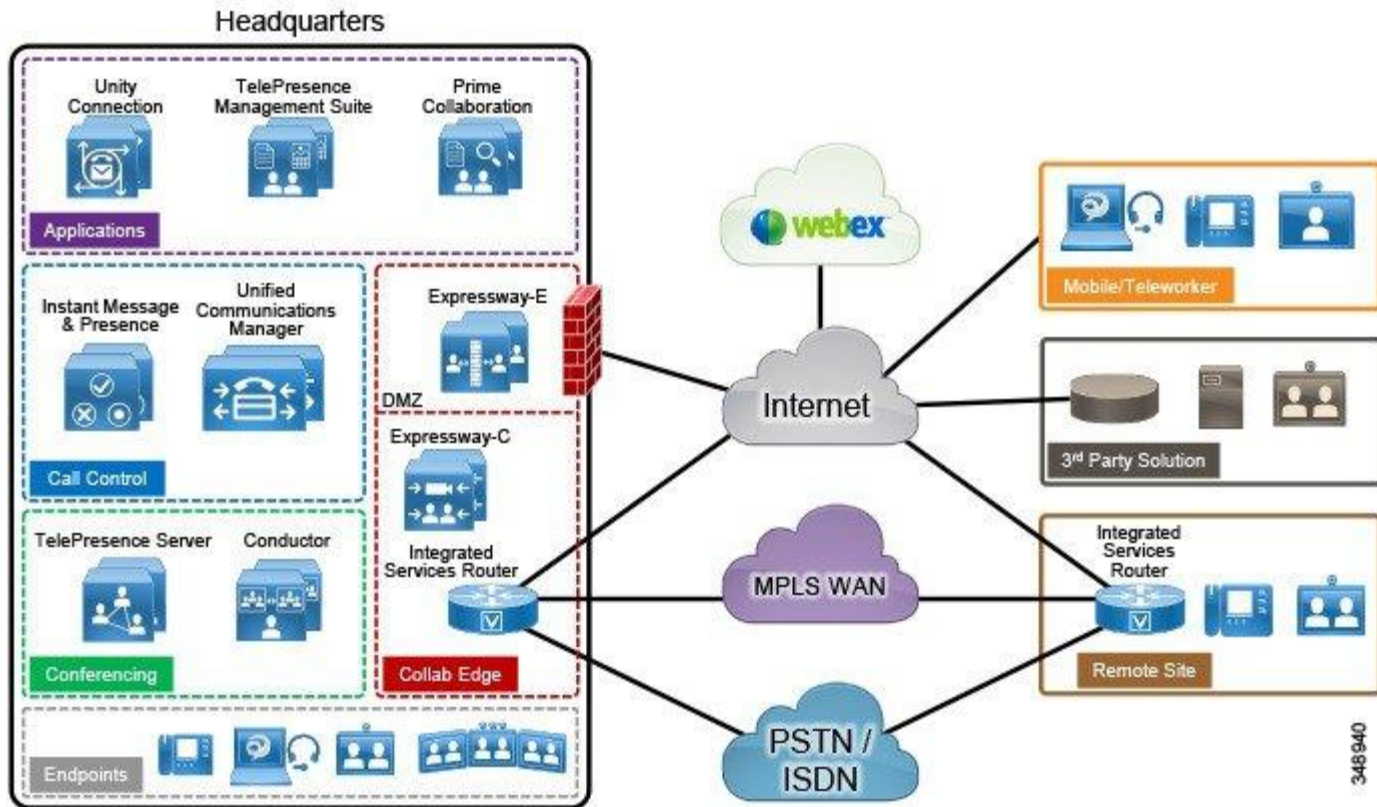 Headquarters
Unity
Connection
TelePresence
Management Suite
Prime
Collaboration
Applications
Instant Message
& Presence
Unified
Communications
Manager
Call Control
Expressway-E
DMZ
Expressway-C
Integrated
Services Router
Collab Edge
TelePresence Server
Conductor
Conferencing
Endpoints
webex
Internet
MPLS WAN
PSTN /
ISDN
Mobile/Teleworker
3rd Party Solution
Integrated
Services
Router
Remote Site
348940